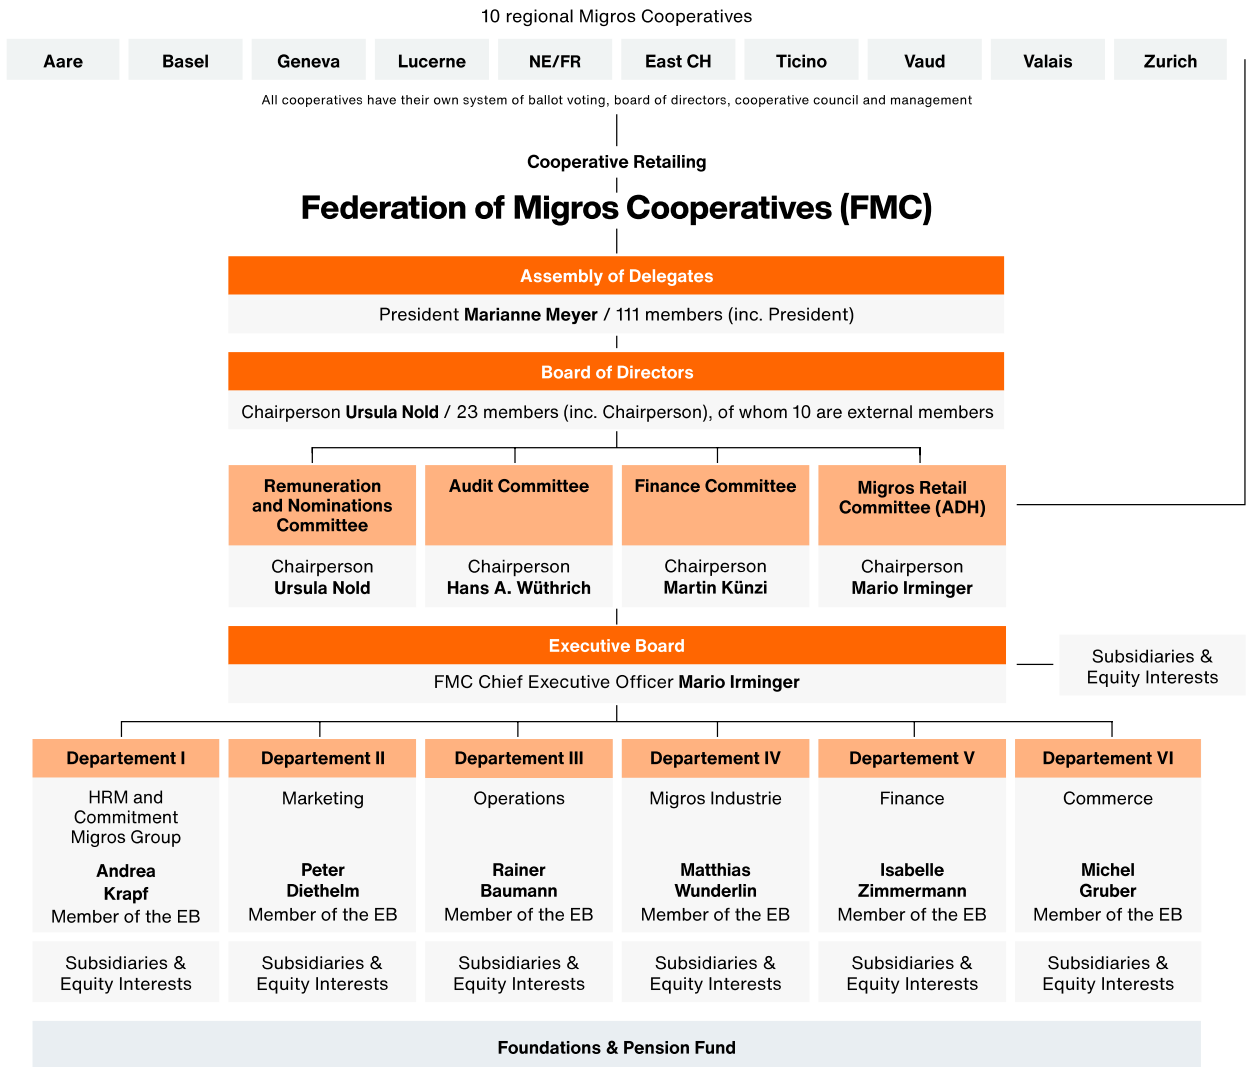 10 regional Migros Cooperatives
Aare
Basel
Geneva
Lucerne
NE/FR
East CH
Ticino
Vaud
Valais
Zurich
All cooperatives have their own system of ballot voting, board of directors, cooperative council and management
Cooperative Retailing
Federation of Migros Cooperatives (FMC)
Assembly of Delegates
President Marianne Meyer / 111 members (inc. President)
Board of Directors
Chairperson Ursula Nold / 23 members (inc. Chairperson), of whom 10 are external members
Remuneration
and Nominations
Committee
Chairperson
Ursula Nold
Audit Committee
Chairperson
Hans A. Wüthrich
Finance Committee
Chairperson
Martin Künzi
Migros Retail
Committee (ADH)
Chairperson
Mario Irminger
Executive Board
FMC Chief Executive Officer Mario Irminger
Subsidiaries &
Equity Interests
Departement I
HRM and
Commitment
Migros Group
Andrea
Krapf
Member of the EB
Subsidiaries &
Equity Interests
Departement II
Marketing
Peter
Diethelm
Member of the EB
Subsidiaries &
Equity Interests
Departement III
Operations
Rainer
Baumann
Member of the EB
Subsidiaries &
Equity Interests
Departement IV
Migros Industrie
Matthias
Wunderlin
Member of the EB
Subsidiaries &
Equity Interests
Departement V
Finance
Isabelle
Zimmermann
Member of the EB
Subsidiaries &
Equity Interests
Departement VI
Commerce
Michel
Gruber
Member of the EB
Subsidiaries &
Equity Interests
Foundations & Pension Fund